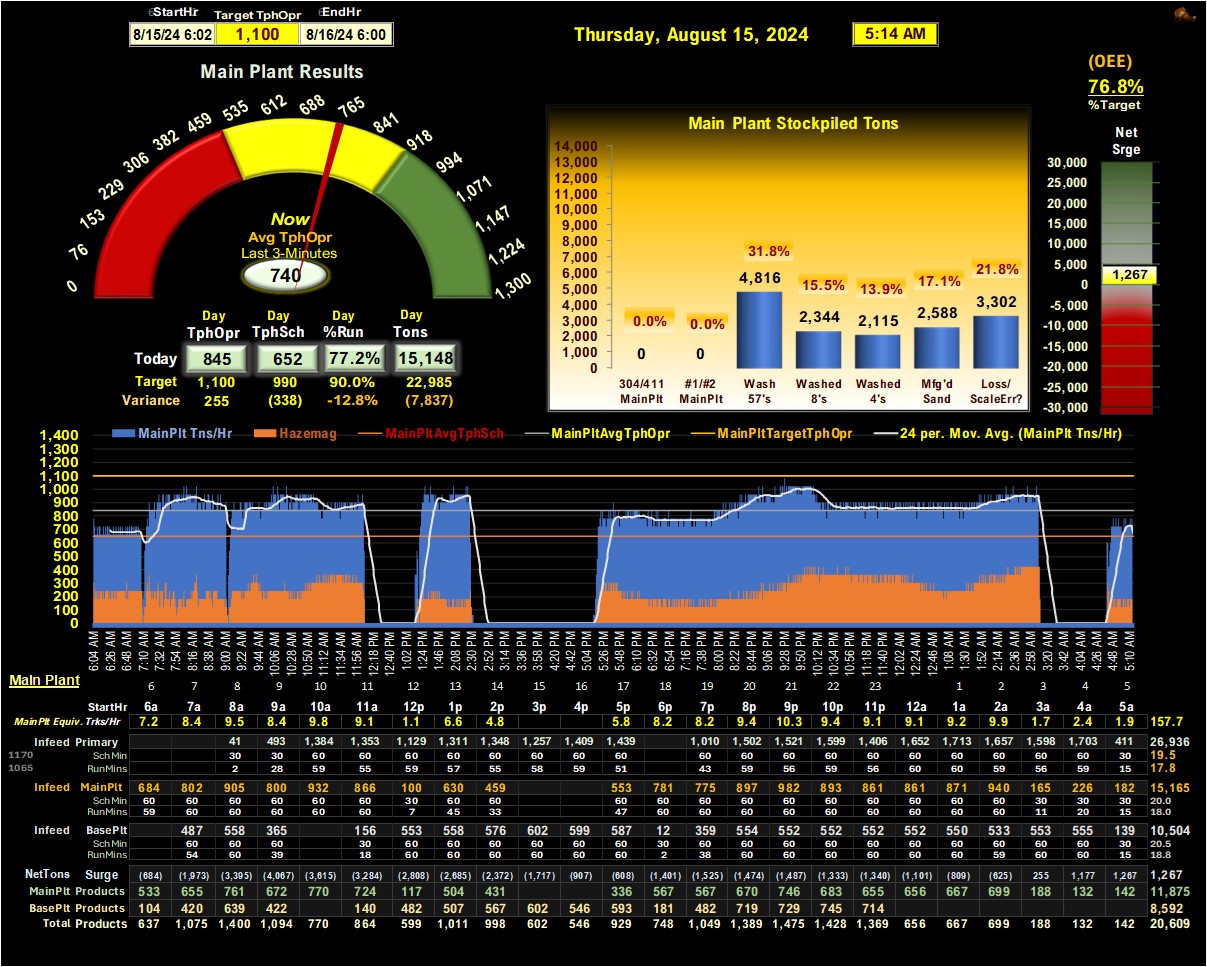 StartHr Target TphOpr EndHr
8/15/24 6:02 1,100 8/16/24 6:00
Thursday, August 15, 2024 5:14 AM
Main Plant Results
(OEE)
76.8%
%Target
Net
Srge
0 76 153 229 306 382 459 535 612 688 765 841 918 994 1,071 1,147 1,224 1,300
Now
Avg TphOpr
Last 3-Minutes
740
Day Day Day Day
TphOpr TphSch %Run Tons
Today 845 652 77.2% 15,148
Target 1,100 990 90.0% 22,985
Variance 255 (338) -12.8% (7,837)
Main Plant Stockpiled Tons
14,000
13,000
12,000
11,000
10,000
9,000
8,000
7,000
6,000
5,000
4,000
3,000
2,000
1,000
0
0.0% 0.0% 31.8% 15.5% 13.9% 17.1% 21.8%
0 0 4,816 2,344 2,115 2,588 3,302
304/411 #1/#2 Wash Washed Washed Mfg'd Loss/
MainPlt MainPlt 57's 8's 4's Sand ScaleErr?
30,000
25,000
20,000
15,000
10,000
5,000
1,267
0
-5,000
-10,000
-15,000
-20,000
-25,000
-30,000
MainPlt Tns/Hr Hazemag MainPltAvgTphSch MainPltAvgTphOpr MainPltTargetTphOpr 24 per. Mov. Avg. (MainPlt Tns/Hr)
1,400
1,300
1,200
1,100
1,000
900
800
700
600
500
400
300
200
100
0
6:04 AM 6:26 AM 6:48 AM 7:10 AM 7:32 AM 7:54 AM 8:16 AM 8:38 AM 9:00 AM 9:22 AM 9:44 AM 10:06 AM 10:28 AM 10:50 AM 11:12 AM 11:34 AM 11:56 AM 12:18 PM 12:40 PM 1:02 PM 1:24 PM 1:46 PM 2:08 PM 2:30 PM 2:52 PM 3:14 PM 3:36 PM 3:58 PM 4:20 PM 4:42 PM 5:04 PM 5:26 PM 5:48 PM 6:10 PM 6:32 PM 6:54 PM 7:16 PM 7:38 PM 8:00 PM 8:22 PM 8:44 PM 9:06 PM 9:28 PM 9:50 PM 10:12 PM 10:34 PM 10:56 PM 11:18 PM 11:40 PM 12:02 AM 12:24 AM 12:46 AM 1:08 AM 1:30 AM 1:52 AM 2:14 AM 2:36 AM 2:58 AM 3:20 AM 3:42 AM 4:04 AM 4:26 AM 4:48 AM 5:10 AM
Main Plant
6 7 8 9 10 11 12 13 14 15 16 17 18 19 20 21 22 23 1 2 3 4 5
StartHr 6a 7a 8a 9a 10a 11a 12p 1p 2p 3p 4p 5p 6p 7p 8p 9p 10p 11p 12a 1a 2a 3a 4a 5a
MainPlt Equiv. Trks/Hr 7.2 8.4 9.5 8.4 9.8 9.1 1.1 6.6 4.8 5.8 8.2 8.2 9.4 10.3 9.4 9.1 9.1 9.2 9.9 1.7 2.4 1.9 157.7
Infeed Primary 41 493 1,384 1,353 1,129 1,311 1,348 1,257 1,409 1,439 1,010 1,502 1,521 1,599 1,406 1,652 1,713 1,657 1,598 1,703 411 26,936
1170 SchMin 30 30 60 60 60 60 60 60 60 60 60 60 60 60 60 60 60 60 60 60 30 19.5
1065 RunMins 2 28 59 55 59 57 55 58 59 51 43 59 56 59 56 60 60 59 56 59 15 17.8
Infeed MainPlt 684 802 905 800 932 866 100 630 459 553 781 775 897 982 893 861 861 871 940 165 226 182 15,165
SchMin 60 60 60 60 60 60 30 60 60 60 60 60 60 60 60 60 60 60 60 30 30 30 20.0
RunMins 59 60 60 60 60 60 7 45 33 47 60 60 60 60 60 60 60 60 60 11 20 15 18.0
Infeed BasePlt 487 558 365 156 553 558 576 602 599 587 12 359 554 552 552 552 552 550 533 553 555 139 10,504
SchMin 60 60 60 30 60 60 60 60 60 60 30 60 60 60 60 60 60 60 60 60 60 30 20.5
RunMins 54 60 39 18 60 60 60 60 60 60 2 38 60 60 60 60 60 60 59 60 60 15 18.8
NetTons Surge (684) (1,973) (3,395) (4,067) (3,615) (3,284) (2,808) (2,685) (2,372) (1,717) (907) (608) (1,401) (1,525) (1,474) (1,487) (1,333) (1,340) (1,101) (809) (625) 255 1,177 1,267 1,267
MainPlt Products 533 655 761 672 770 724 117 504 431 336 567 567 670 746 683 655 656 667 699 188 132 142 11,875
BasePlt Products 104 420 639 422 140 482 507 567 602 546 593 181 482 719 729 745 714 8,592
Total Products 637 1,075 1,400 1,094 770 864 599 1,011 998 602 546 929 748 1,049 1,389 1,475 1,428 1,369 656 667 699 188 132 142 20,609